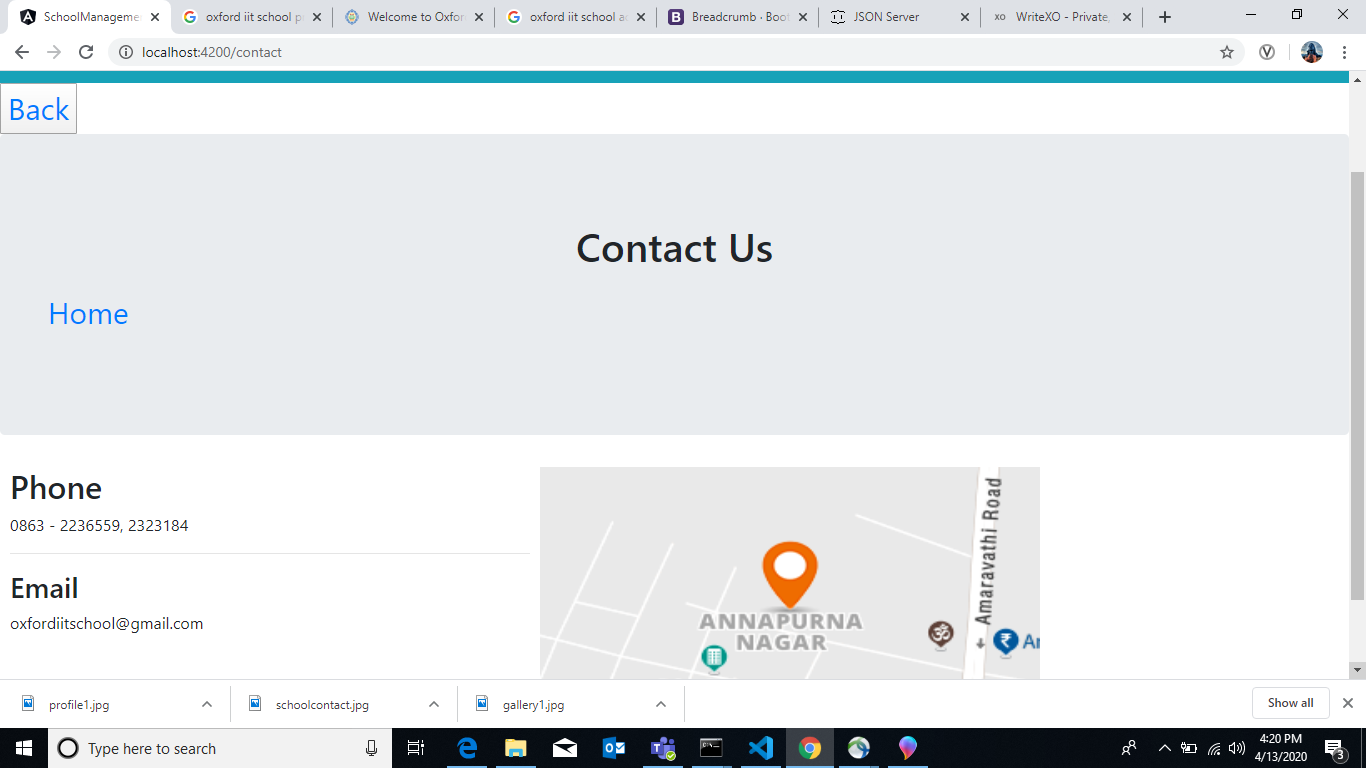 SchoolManageme
oxford iit school p
Welcome to Oxfor
oxford iit school a
Breadcrumb · Boot
JSON Server
XO
WriteXO - Private,
localhost:4200/contact
Back
Contact Us
Home
Phone
0863 - 2236559, 2323184
Email
oxfordiitschool@gmail.com
Amaravathi Road
ANNAPURNA
NAGAR
profile1.jpg
schoolcontact.jpg
gallery1.jpg
Show all
Type here to search
4:20 PM
4/13/2020
3